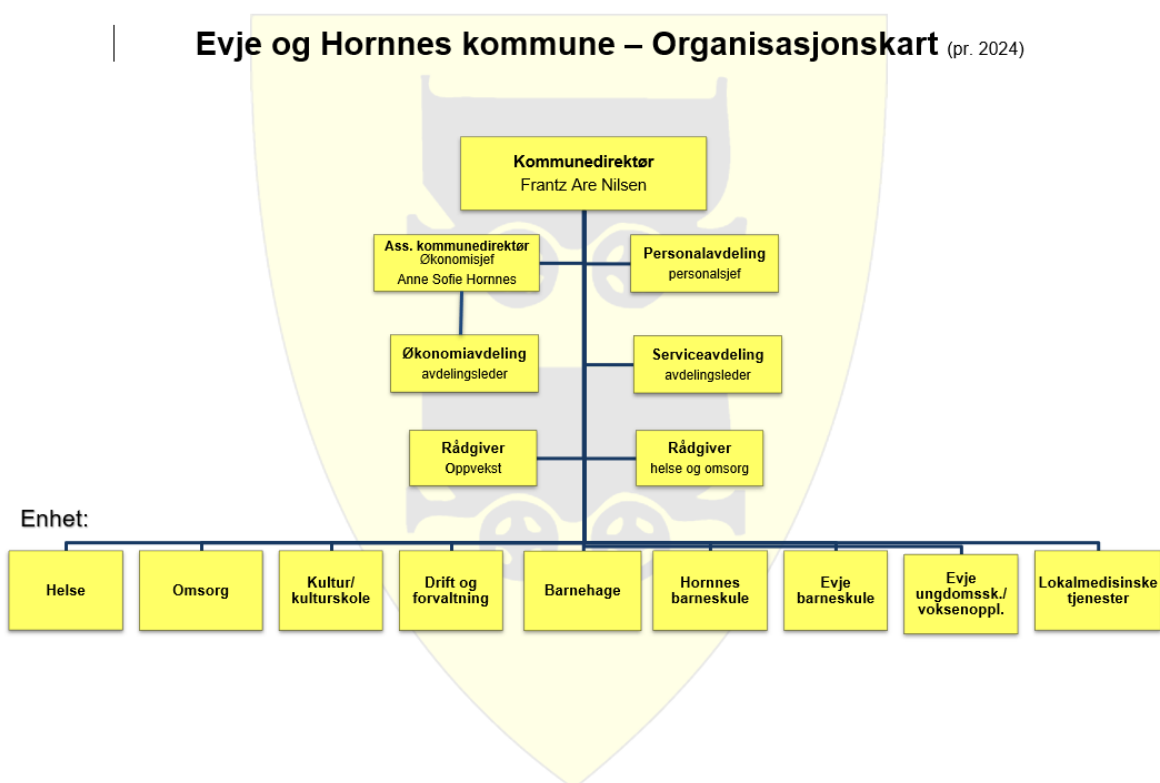 Evje og Hornnes kommune – Organisasjonskart (pr. 2024)
Kommunedirektør
Frantz Are Nilsen
Ass. kommunedirektør
Økonomisjef
Anne Sofie Hornnes
Personalavdeling
personalsjef
Økonomiavdeling
avdelingsleder
Serviceavdeling
avdelingsleder
Rådgiver
Oppvekst
Rådgiver
helse og omsorg
Enhet:
Helse
Omsorg
Kultur/
kulturskole
Drift og
forvaltning
Barnehage
Hornnes
barneskule
Evje
barneskule
Evje
ungdomssk./
voksenoppl.
Lokalmedisinske
tjenester